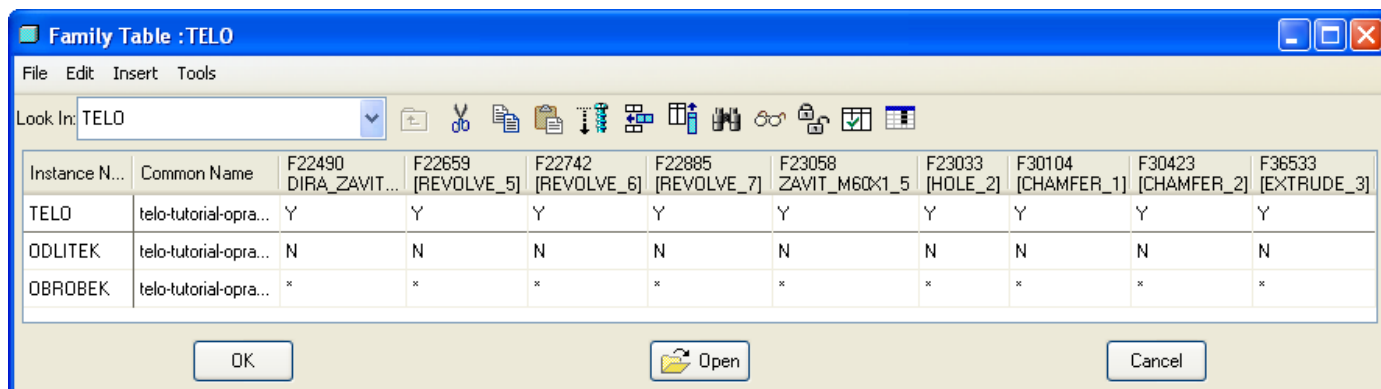 Family Table :TELO
File Edit Insert Tools
Look In: TELO
Instance N... Common Name F22490 DIRA_ZAVIT... F22659 [REVOLVE_5] F22742 [REVOLVE_6] F22885 [REVOLVE_7] F23058 ZAVIT_M60X1_5 F23033 [HOLE_2] F30104 [CHAMFER_1] F30423 [CHAMFER_2] F36533 [EXTRUDE_3]
TELO telo-tutorial-opra... Y Y Y Y Y Y Y Y Y
ODLITEK telo-tutorial-opra... N N N N N N N N N
OBROBEK telo-tutorial-opra... * * * * * * * * *
OK Open Cancel